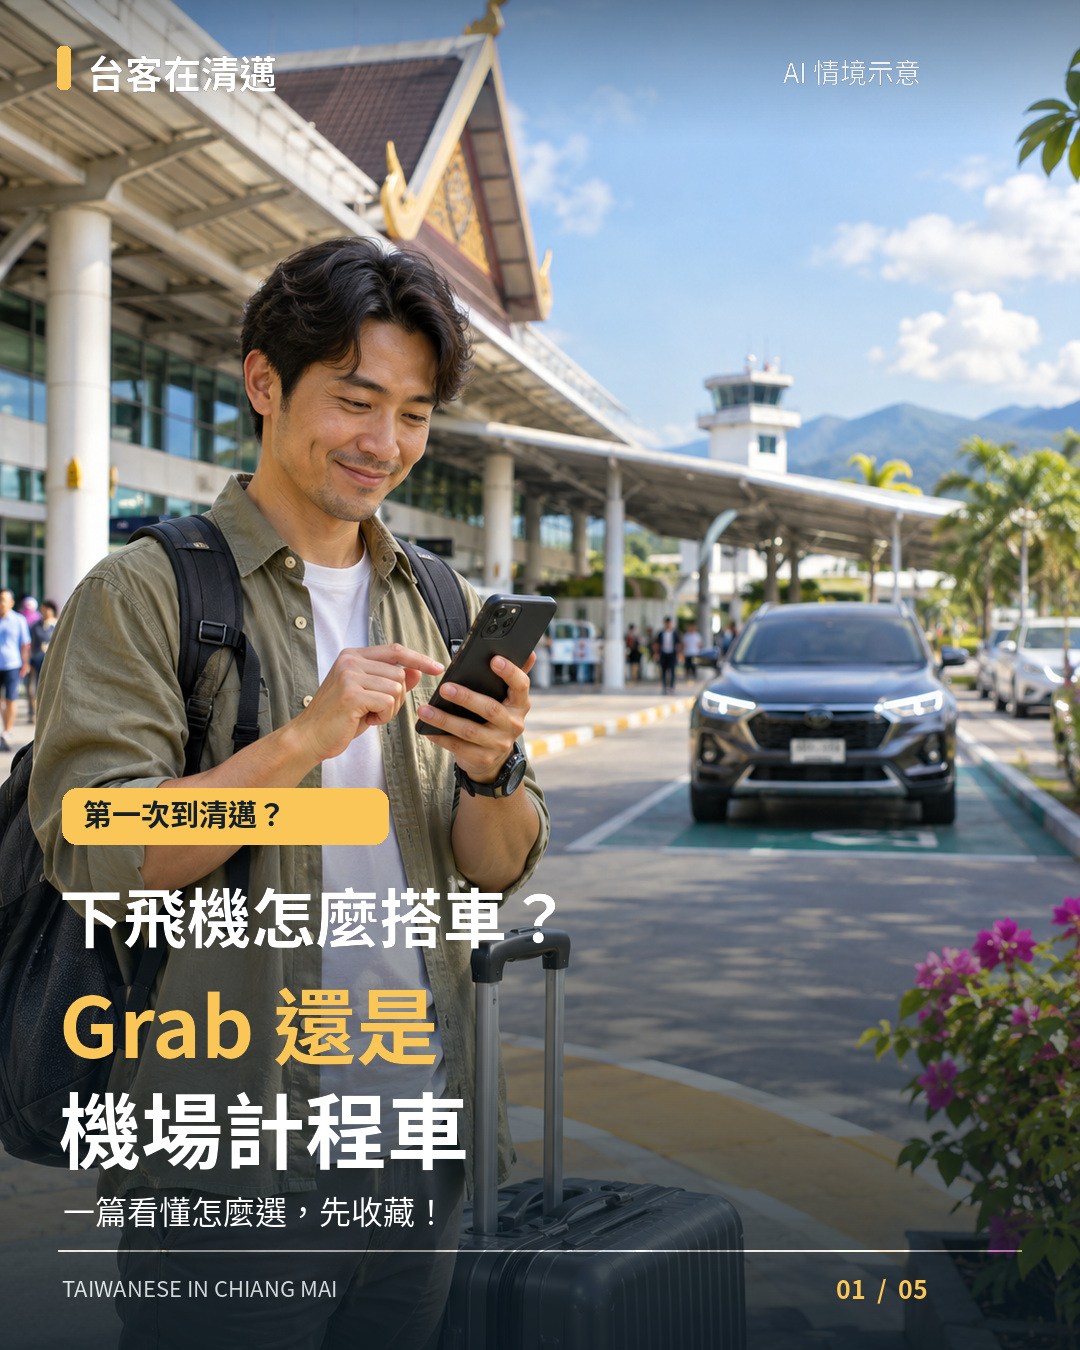 台客在清邁
AI 情境示意
第一次到清邁？
下飛機怎麼搭車？
Grab 還是
機場計程車
一篇看懂怎麼選，先收藏！
TAIWANESE IN CHIANG MAI
01 / 05